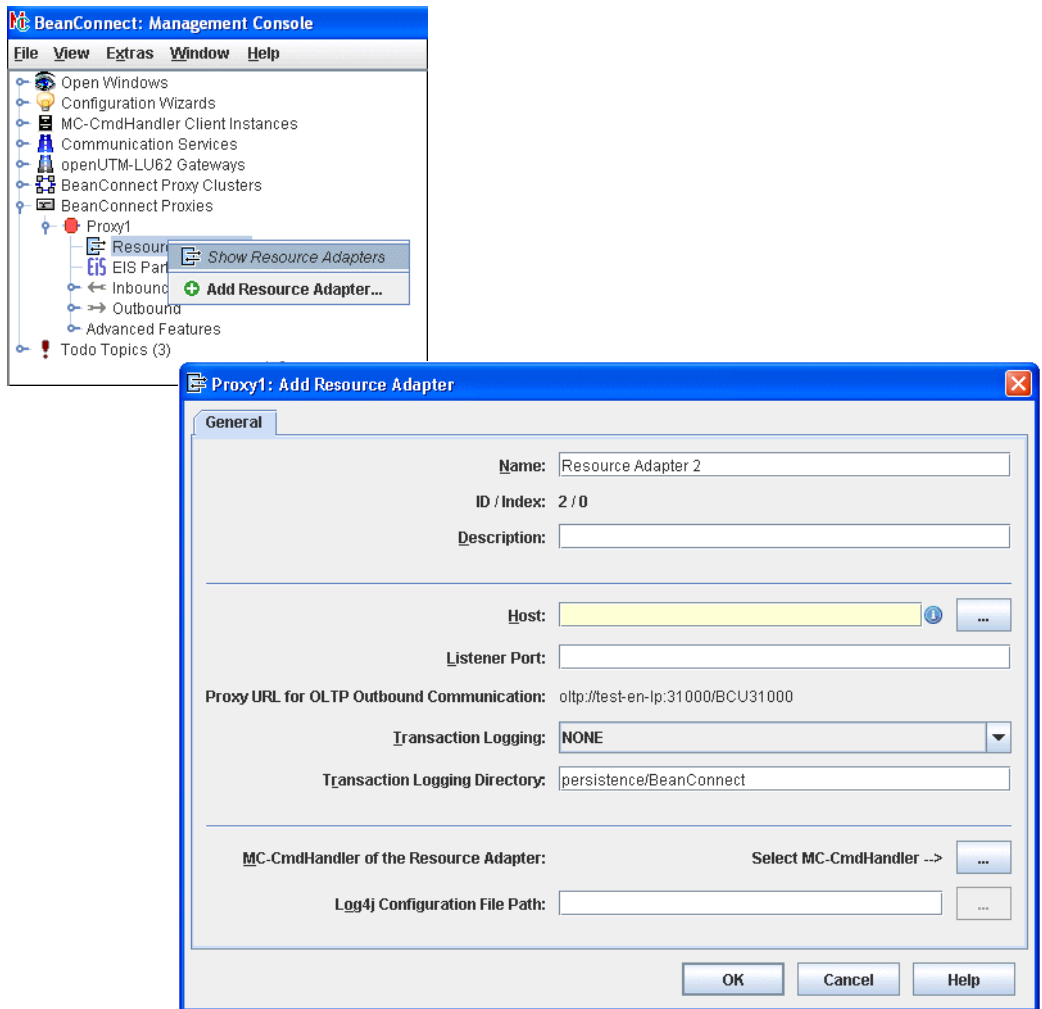 BeanConnect: Management Console
File View Extras Window Help
Open Windows
Configuration Wizards
MC-CmdHandler Client Instances
Communication Services
openUTM-LU62 Gateways
BeanConnect Proxy Clusters
BeanConnect Proxies
Proxy1
Show Resource Adapters
EIS
Add Resource Adapter...
Outbound
Advanced Features
Todo Topics (3)
Proxy1: Add Resource Adapter
General
Name: Resource Adapter 2
ID / Index: 2 / 0
Description:
Host: ...
Listener Port:
Proxy URL for OLTP Outbound Communication: oltp://test-en-lp:31000/BCU31000
Transaction Logging: NONE
Transaction Logging Directory: persistence/BeanConnect
MC-CmdHandler of the Resource Adapter: Select MC-CmdHandler --> ...
Log4j Configuration File Path: ...
OK Cancel Help